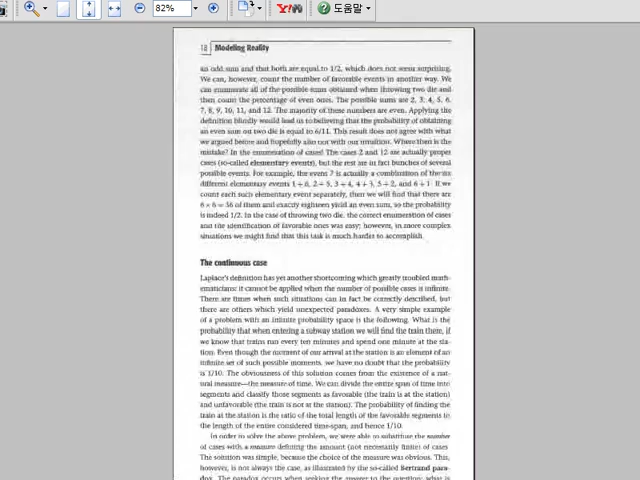 82%
도움말
18 Modeling Reality
an odd sum and that both are equal to 1/2, which does not seem surprising.
We can, however, count the number of favorable events in another way. We
can enumerate all of the possible sums obtained when throwing two die and
then count the percentage of even ones. The possible sums are 2, 3, 4, 5, 6,
7, 8, 9, 10, 11, and 12. The majority of these numbers are even. Applying the
definition blindly would lead us to believing that the probability of obtaining
an even sum on two die is equal to 6/11. This result does not agree with what
we argued before and hopefully also not with our intuition. Where then is the
mistake? In the enumeration of cases! The cases 2 and 12 are actually proper
cases (so-called elementary events), but the rest are in fact bunches of several
possible events. For example, the event 7 is actually a combination of the six
different elementary events 1 + 6, 2 + 5, 3 + 4, 4 + 3, 5 + 2, and 6 + 1. If we
count each such elementary event separately, then we will find that there are
6 × 6 = 36 of them and exactly eighteen yield an even sum, so the probability
is indeed 1/2. In the case of throwing two die, the correct enumeration of cases
and the identification of favorable ones was easy; however, in more complex
situations we might find that this task is much harder to accomplish.
The continuous case
Laplace's definition has yet another shortcoming which greatly troubled math-
ematicians: it cannot be applied when the number of possible cases is infinite.
There are times when such situations can in fact be correctly described, but
there are others which yield unexpected paradoxes. A very simple example
of a problem with an infinite probability space is the following. What is the
probability that when entering a subway station we will find the train there, if
we know that trains run every ten minutes and spend one minute at the sta-
tion. Even though the moment of our arrival at the station is an element of an
infinite set of such possible moments, we have no doubt that the probability
is 1/10. The obviousness of this solution comes from the existence of a nat-
ural measure—the measure of time. We can divide the entire span of time into
segments and classify those segments as favorable (the train is at the station)
and unfavorable (the train is not at the station). The probability of finding the
train at the station is the ratio of the total length of the favorable segments to
the length of the entire considered time-span, and hence 1/10.
In order to solve the above problem, we were able to substitute the number
of cases with a measure defining the amount (not necessarily finite) of cases.
The solution was simple, because the choice of the measure was obvious. This,
however, is not always the case, as illustrated by the so-called Bertrand para-
dox. The paradox occurs when seeking the answer to the question: what is